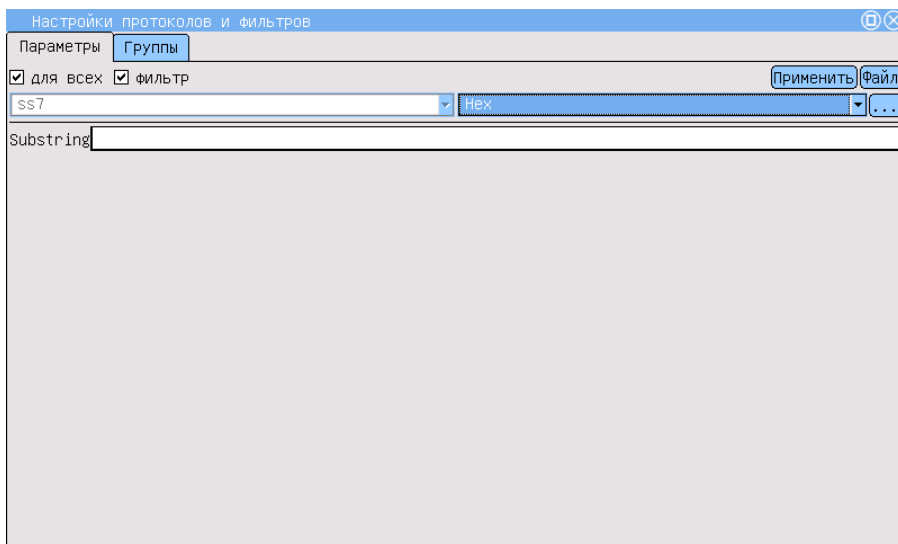 Настройки протоколов и фильтров
Параметры Группы
для всех фильтр Применить Файл
ss7 Hex ...
Substring